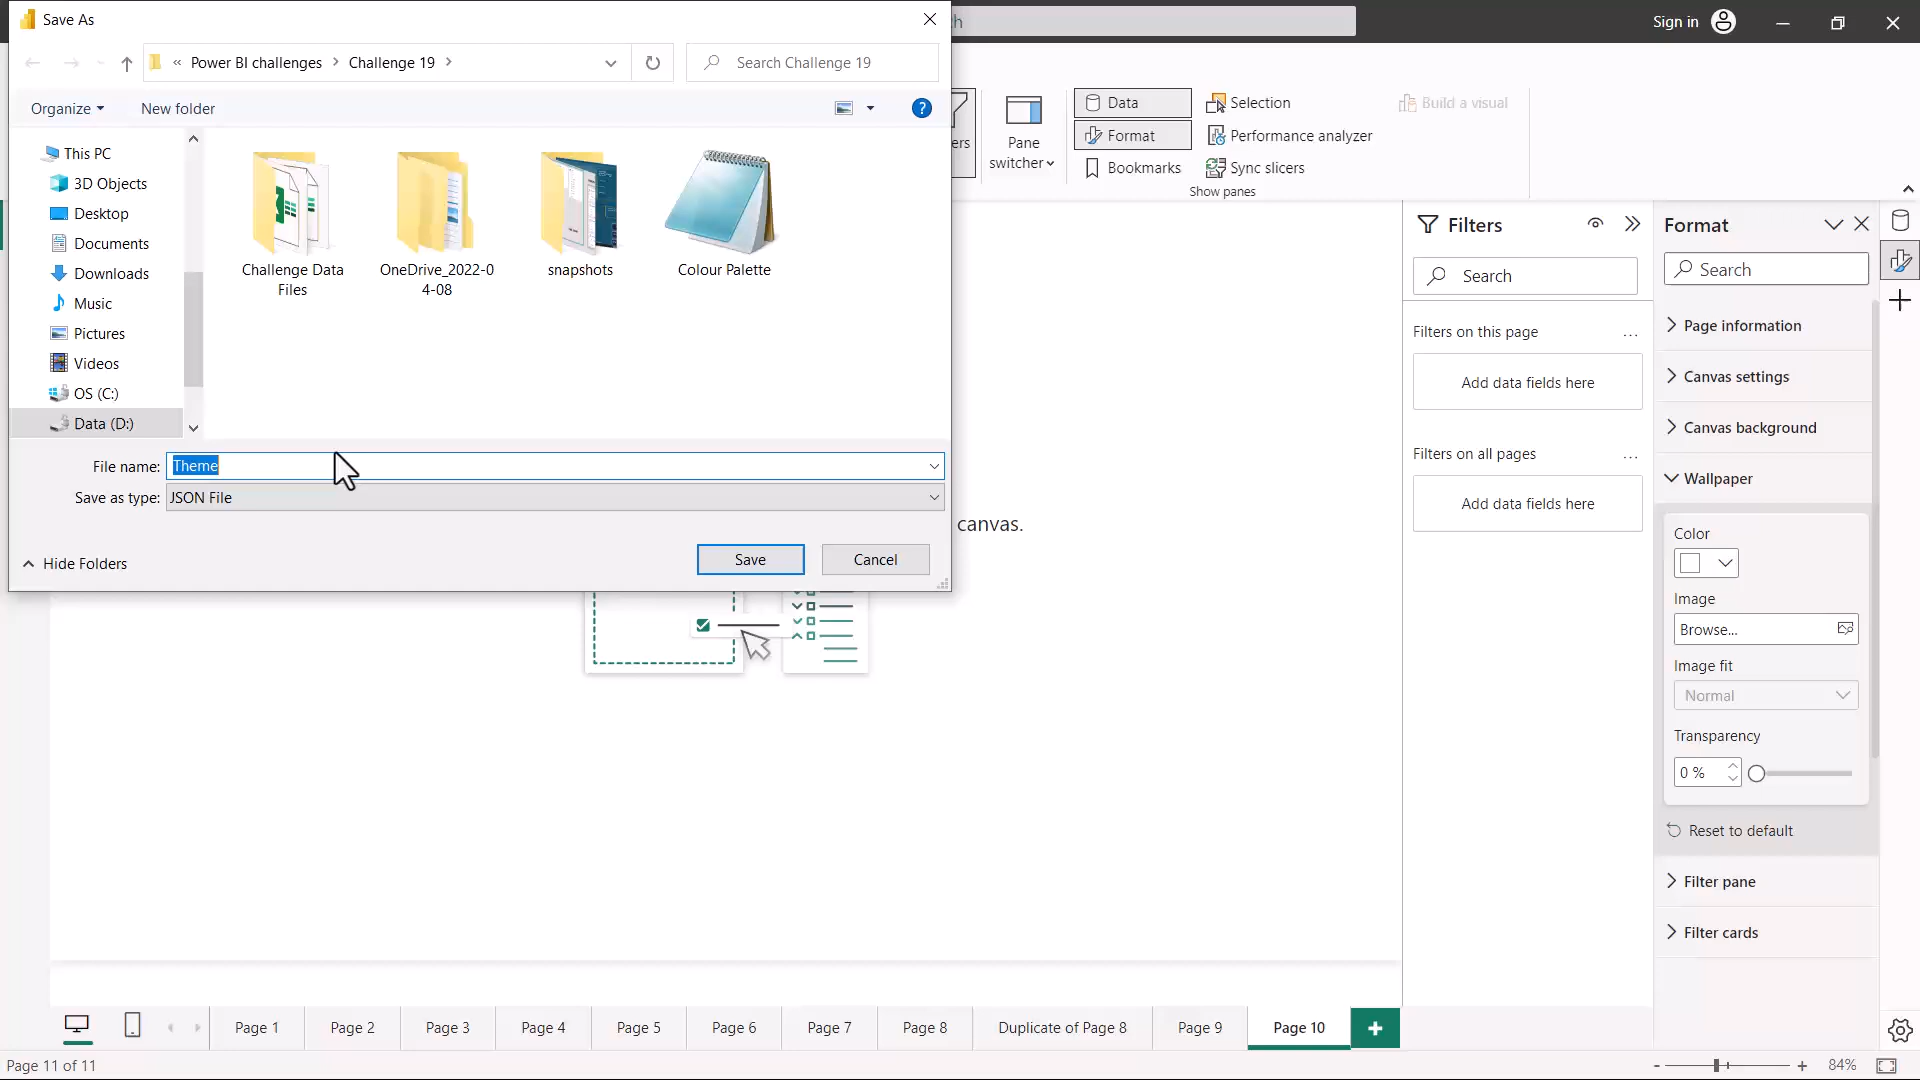 Save As
Sign in
« Power BI challenges > Challenge 19 >
Search Challenge 19
Organize
New folder
This PC
3D Objects
Desktop
Documents
Downloads
Music
Pictures
Videos
OS (C:)
Data (D:)
Challenge Data
Files
OneDrive_2022-0
4-08
snapshots
Colour Palette
File name: Theme
Save as type: JSON File
Hide Folders
Save
Cancel
Pane
switcher
Data
Format
Bookmarks
Selection
Performance analyzer
Sync slicers
Build a visual
Show panes
canvas.
Filters
Search
Filters on this page ...
Add data fields here
Filters on all pages ...
Add data fields here
Format
Search
Page information
Canvas settings
Canvas background
Wallpaper
Color
Image
Browse...
Image fit
Normal
Transparency
0 %
Reset to default
Filter pane
Filter cards
Page 1
Page 2
Page 3
Page 4
Page 5
Page 6
Page 7
Page 8
Duplicate of Page 8
Page 9
Page 10
Page 11 of 11
84%